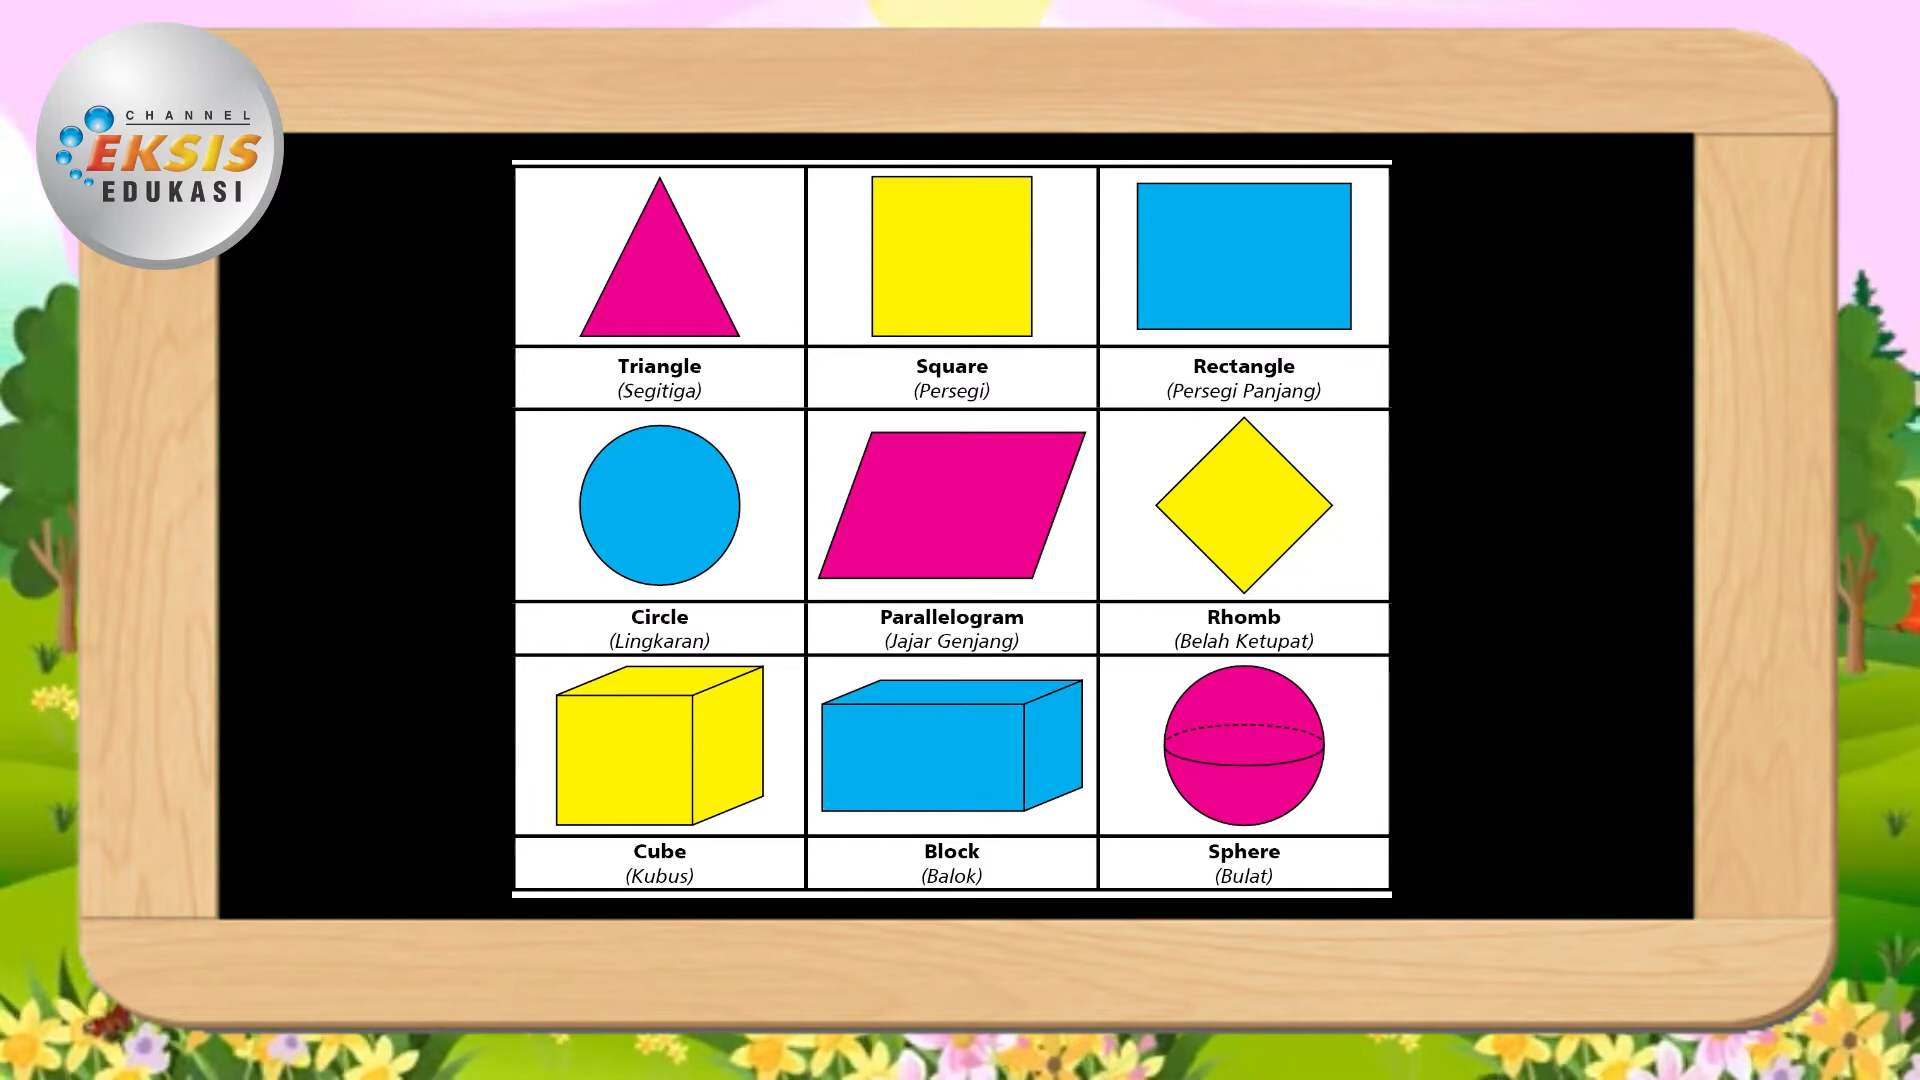 CHANNEL
EKSIS
EDUKASI
Triangle
(Segitiga)
Square
(Persegi)
Rectangle
(Persegi Panjang)
Circle
(Lingkaran)
Parallelogram
(Jajar Genjang)
Rhomb
(Belah Ketupat)
Cube
(Kubus)
Block
(Balok)
Sphere
(Bulat)